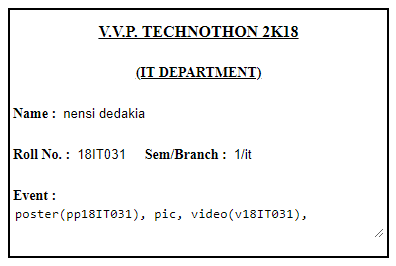 V.V.P. TECHNOTHON 2K18
(IT DEPARTMENT)
Name : nensi dedakia
Roll No. : 18IT031 Sem/Branch : 1/it
Event :
poster(pp18IT031), pic, video(v18IT031),